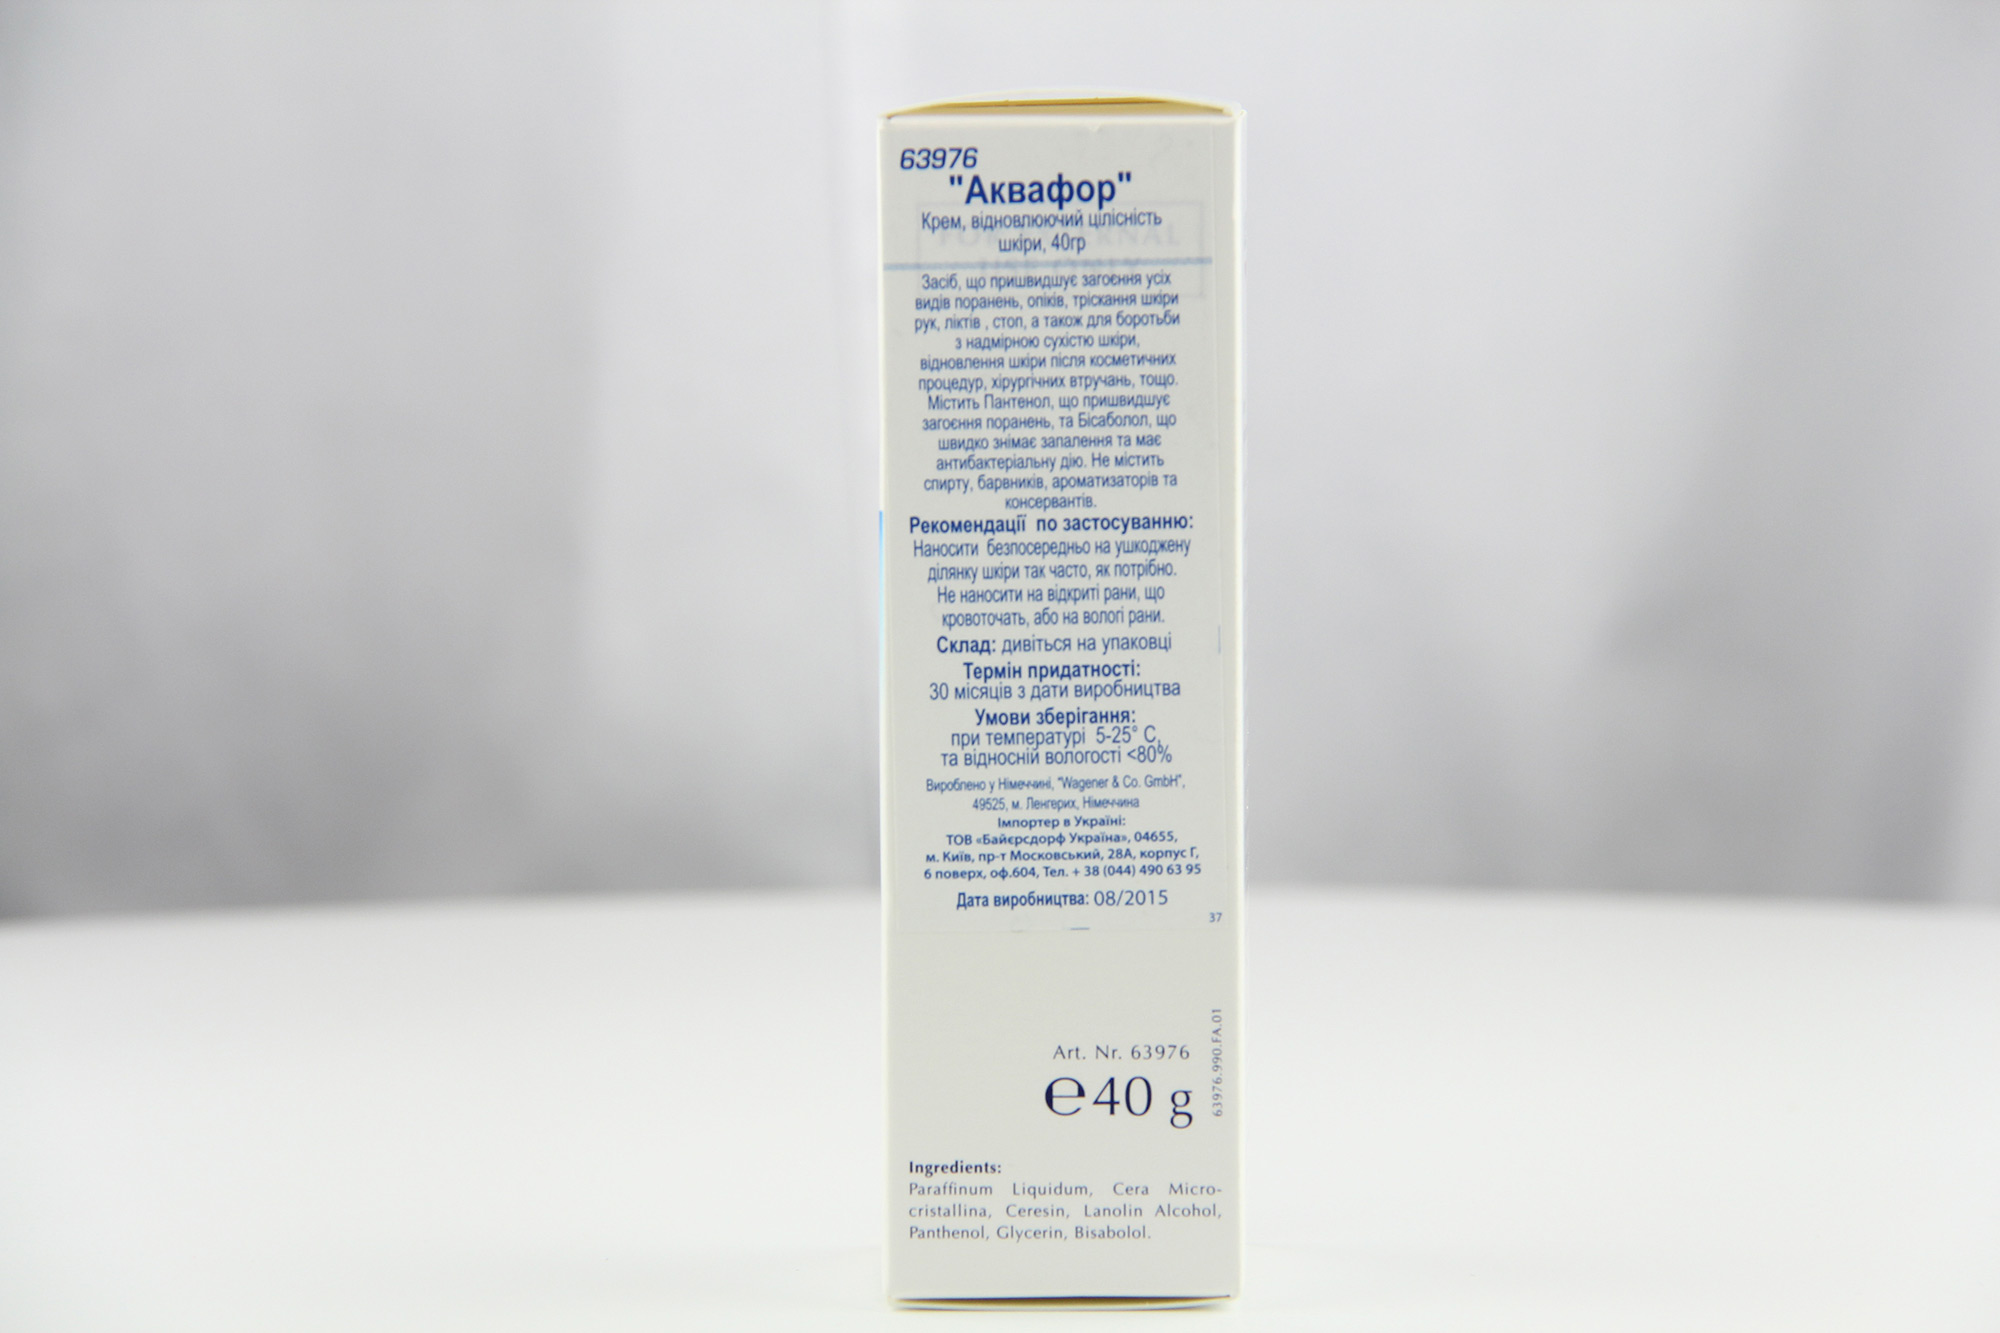 63976
"Аквафор"
Крем, відновлюючий цілісність
шкіри, 40гр
Засіб, що пришвидшує загоєння усіх
видів поранень, опіків, тріскання шкіри
рук, ліктів , стоп, а також для боротьби
з надмірною сухістю шкіри,
відновлення шкіри після косметичних
процедур, хірургічних втручань, тощо.
Містить Пантенол, що пришвидшує
загоєння поранень, та Бісаболол, що
швидко знімає запалення та має
антибактеріальну дію. Не містить
спирту, барвників, ароматизаторів та
консервантів.
Рекомендації по застосуванню:
Наносити безпосередньо на ушкоджену
ділянку шкіри так часто, як потрібно.
Не наносити на відкриті рани, що
кровоточать, або на вологі рани.
Склад: дивіться на упаковці
Термін придатності:
30 місяців з дати виробництва
Умови зберігання:
при температурі 5-25° С,
та відносній вологості <80%
Вироблено у Німеччині, "Wagener & Co. GmbH",
49525, м. Ленгерих, Німеччина
Імпортер в Україні:
ТОВ «Байєрсдорф Україна», 04655,
м. Київ, пр-т Московський, 28А, корпус Г,
6 поверх, оф.604, Тел. + 38 (044) 490 63 95
Дата виробництва: 08/2015
37
Art. Nr. 63976
℮40 g
63976.990.FA.01
Ingredients:
Paraffinum Liquidum, Cera Micro-
cristallina, Ceresin, Lanolin Alcohol,
Panthenol, Glycerin, Bisabolol.